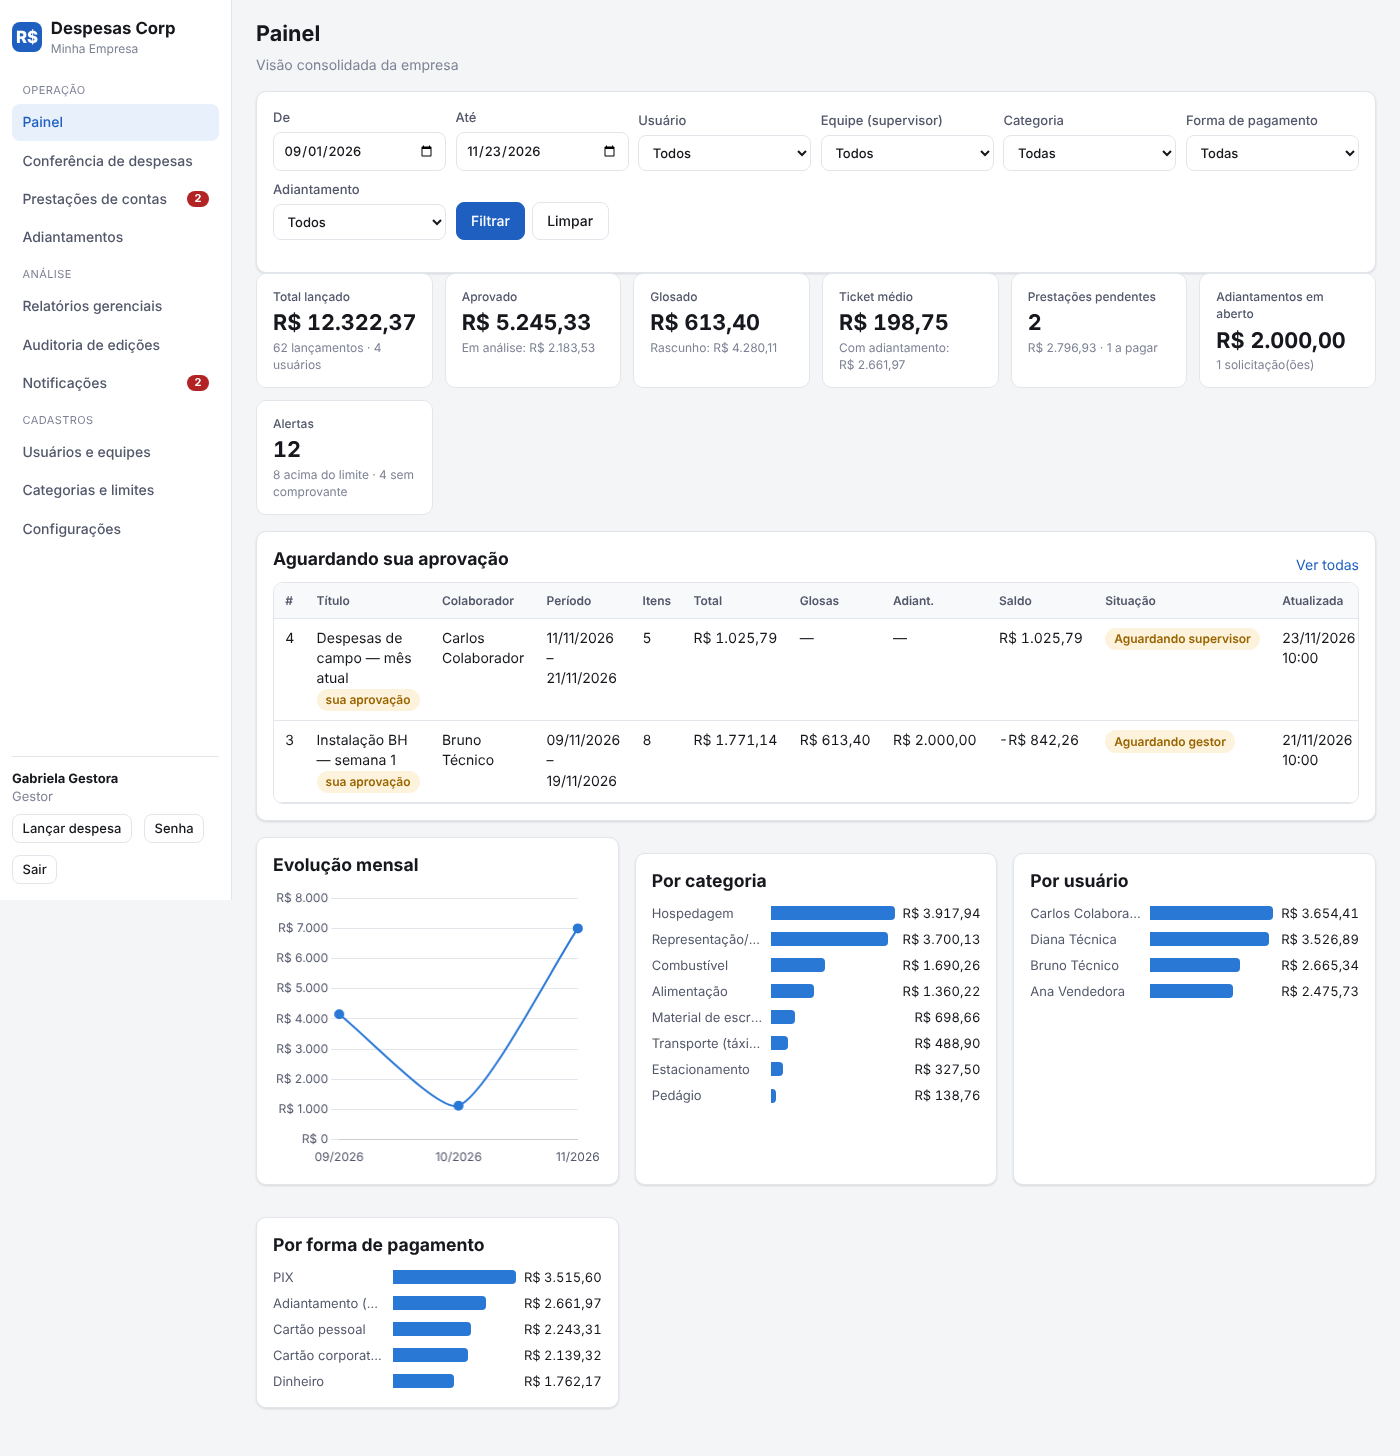 R$
Despesas Corp
Minha Empresa
OPERAÇÃO
Painel
Conferência de despesas
Prestações de contas 2
Adiantamentos
ANÁLISE
Relatórios gerenciais
Auditoria de edições
Notificações 2
CADASTROS
Usuários e equipes
Categorias e limites
Configurações
Gabriela Gestora
Gestor
Lançar despesa Senha
Sair
Painel
Visão consolidada da empresa
De Até Usuário Equipe (supervisor) Categoria Forma de pagamento
09/01/2026 11/23/2026 Todos Todos Todas Todas
Adiantamento
Todos Filtrar Limpar
Total lançado
R$ 12.322,37
62 lançamentos · 4
usuários
Aprovado
R$ 5.245,33
Em análise: R$ 2.183,53
Glosado
R$ 613,40
Rascunho: R$ 4.280,11
Ticket médio
R$ 198,75
Com adiantamento:
R$ 2.661,97
Prestações pendentes
2
R$ 2.796,93 · 1 a pagar
Adiantamentos em
aberto
R$ 2.000,00
1 solicitação(ões)
Alertas
12
8 acima do limite · 4 sem
comprovante
Aguardando sua aprovação
Ver todas
# Título Colaborador Período Itens Total Glosas Adiant. Saldo Situação Atualizada
4 Despesas de Carlos 11/11/2026 5 R$ 1.025,79 — — R$ 1.025,79 Aguardando supervisor 23/11/2026
campo — mês Colaborador – 10:00
atual 21/11/2026
sua aprovação
3 Instalação BH Bruno 09/11/2026 8 R$ 1.771,14 R$ 613,40 R$ 2.000,00 -R$ 842,26 Aguardando gestor 21/11/2026
— semana 1 Técnico – 10:00
sua aprovação 19/11/2026
Evolução mensal
R$ 8.000
R$ 7.000
R$ 6.000
R$ 5.000
R$ 4.000
R$ 3.000
R$ 2.000
R$ 1.000
R$ 0
09/2026 10/2026 11/2026
Por categoria
Hospedagem R$ 3.917,94
Representação/... R$ 3.700,13
Combustível R$ 1.690,26
Alimentação R$ 1.360,22
Material de escr... R$ 698,66
Transporte (táxi... R$ 488,90
Estacionamento R$ 327,50
Pedágio R$ 138,76
Por usuário
Carlos Colabora... R$ 3.654,41
Diana Técnica R$ 3.526,89
Bruno Técnico R$ 2.665,34
Ana Vendedora R$ 2.475,73
Por forma de pagamento
PIX R$ 3.515,60
Adiantamento (... R$ 2.661,97
Cartão pessoal R$ 2.243,31
Cartão corporat... R$ 2.139,32
Dinheiro R$ 1.762,17